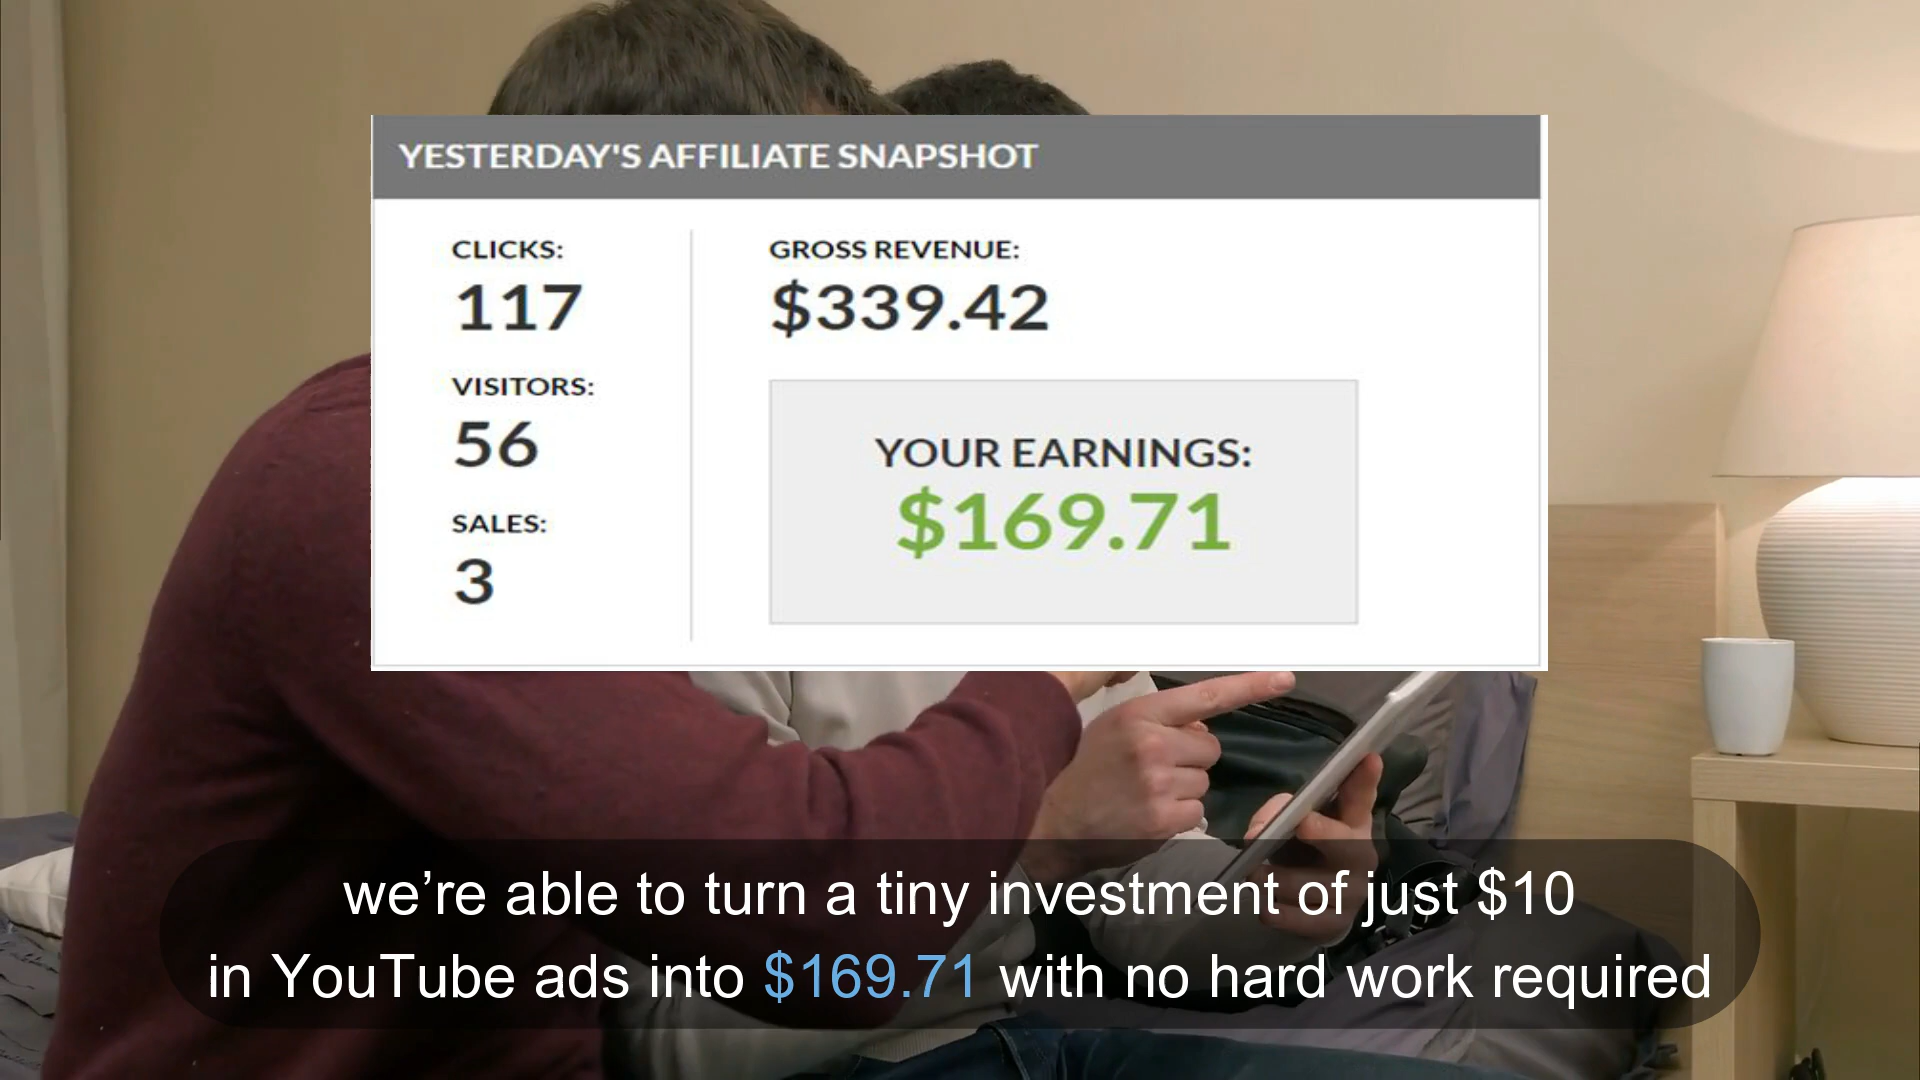 YESTERDAY'S AFFILIATE SNAPSHOT
CLICKS:
117
VISITORS:
56
SALES:
3
GROSS REVENUE:
$339.42
YOUR EARNINGS:
$169.71
we’re able to turn a tiny investment of just $10
in YouTube ads into $169.71 with no hard work required